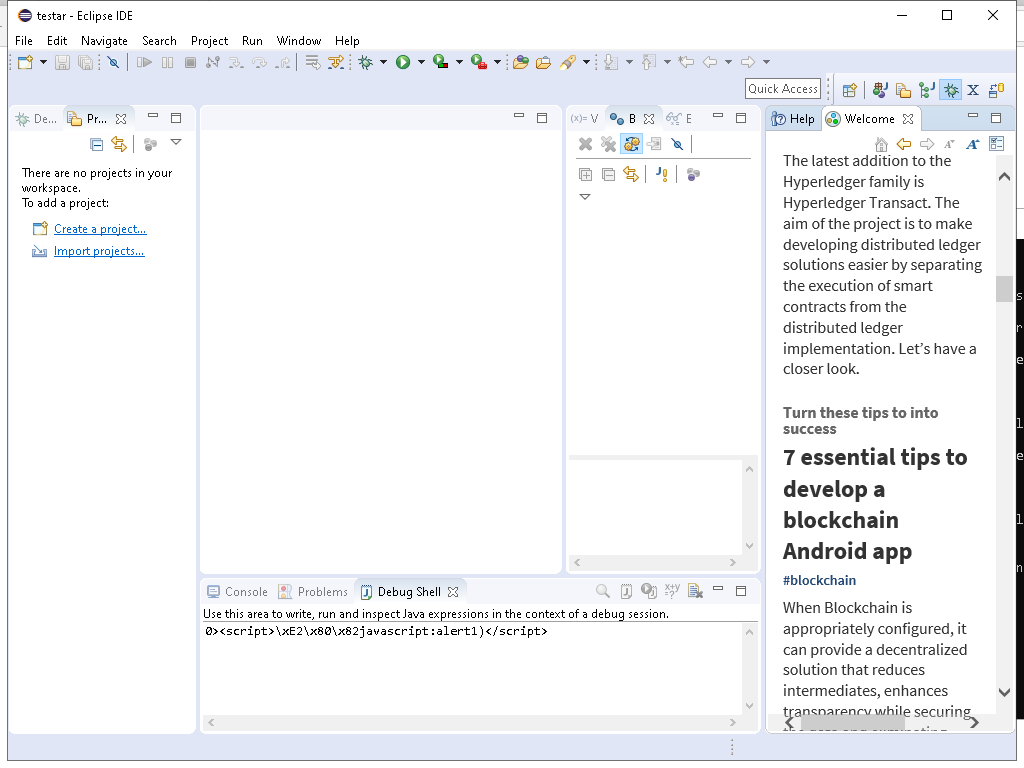 testar - Eclipse IDE
File Edit Navigate Search Project Run Window Help
Quick Access
De... Pr...
(x)= V B E
Help Welcome
There are no projects in your
workspace.
To add a project:
Create a project...
Import projects...
The latest addition to the
Hyperledger family is
Hyperledger Transact. The
aim of the project is to make
developing distributed ledger
solutions easier by separating
the execution of smart
contracts from the
distributed ledger
implementation. Let's have a
closer look.
Turn these tips to into
success
7 essential tips to
develop a
blockchain
Android app
#blockchain
When Blockchain is
appropriately configured, it
can provide a decentralized
solution that reduces
intermediates, enhances
transparency while securing
Console Problems Debug Shell
Use this area to write, run and inspect Java expressions in the context of a debug session.
0><script>\xE2\x80\x82javascript:alert1)</script>